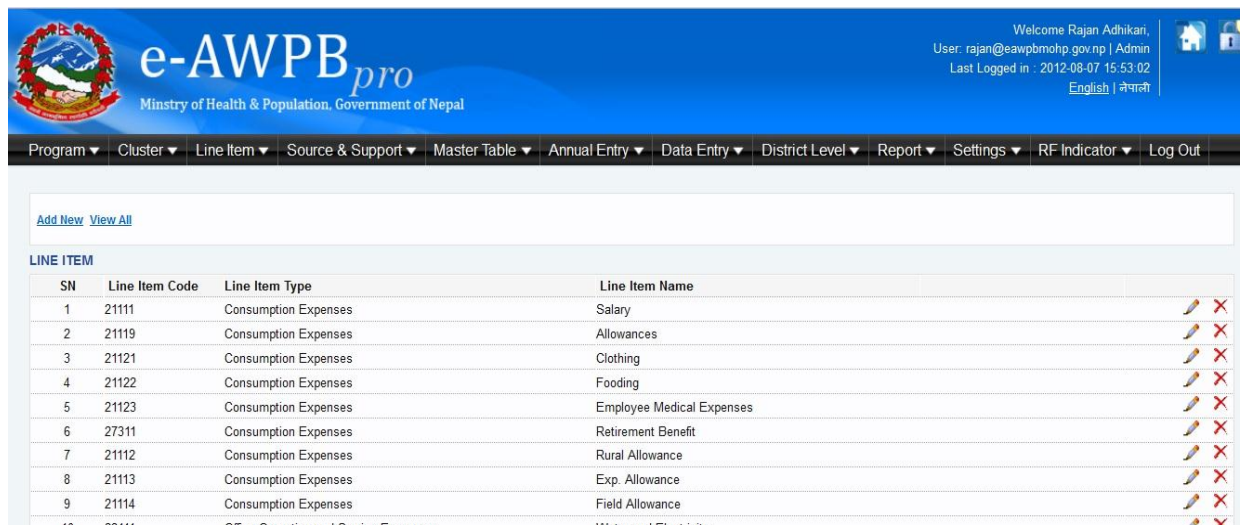 e-AWPB pro
Minstry of Health & Population, Government of Nepal
Welcome Rajan Adhikari,
User: rajan@eawpbmohp.gov.np | Admin
Last Logged in : 2012-08-07 15:53:02
English | नेपाली
Program Cluster Line Item Source & Support Master Table Annual Entry Data Entry District Level Report Settings RF Indicator Log Out
Add New View All
LINE ITEM
SN Line Item Code Line Item Type Line Item Name
1 21111 Consumption Expenses Salary
2 21119 Consumption Expenses Allowances
3 21121 Consumption Expenses Clothing
4 21122 Consumption Expenses Fooding
5 21123 Consumption Expenses Employee Medical Expenses
6 27311 Consumption Expenses Retirement Benefit
7 21112 Consumption Expenses Rural Allowance
8 21113 Consumption Expenses Exp. Allowance
9 21114 Consumption Expenses Field Allowance